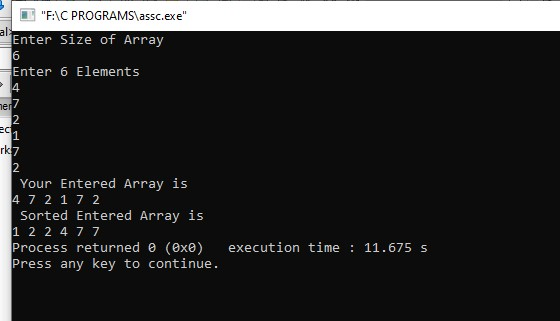 "F:\C PROGRAMS\assc.exe"
al>
Enter Size of Array
6
Enter 6 Elements
4
7
2
1
7
2
Your Entered Array is
4 7 2 1 7 2
Sorted Entered Array is
1 2 2 4 7 7
Process returned 0 (0x0)   execution time : 11.675 s
Press any key to continue.